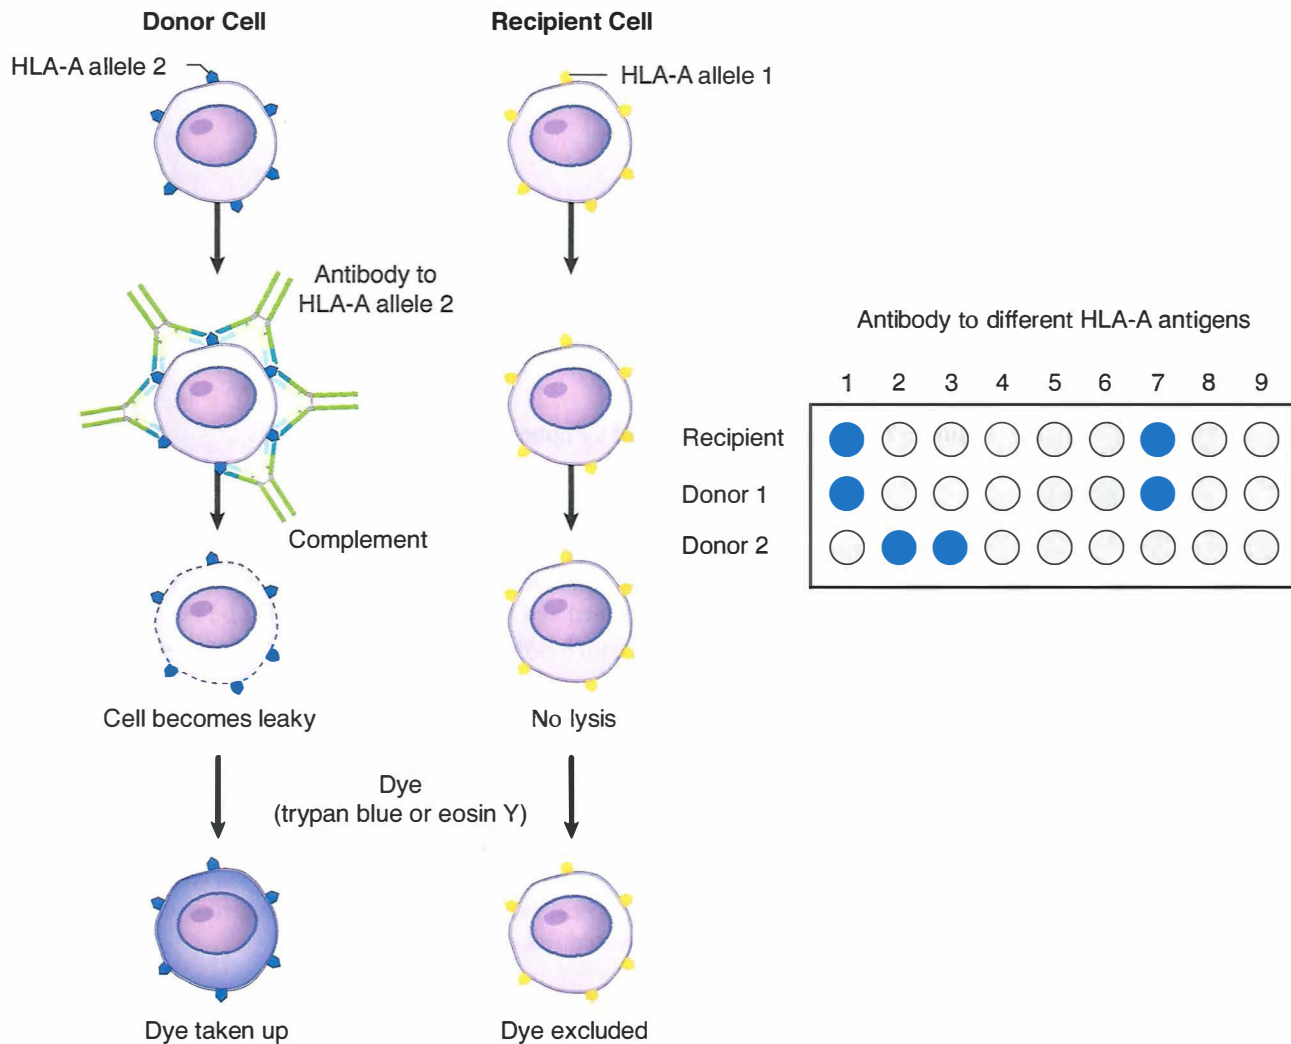 Donor Cell
Recipient Cell
HLA-A allele 2
HLA-A allele 1
Antibody to
HLA-A allele 2
Complement
Cell becomes leaky
No lysis
Dye
(trypan blue or eosin Y)
Dye taken up
Dye excluded
Antibody to different HLA-A antigens
1 2 3 4 5 6 7 8 9
Recipient
Donor 1
Donor 2